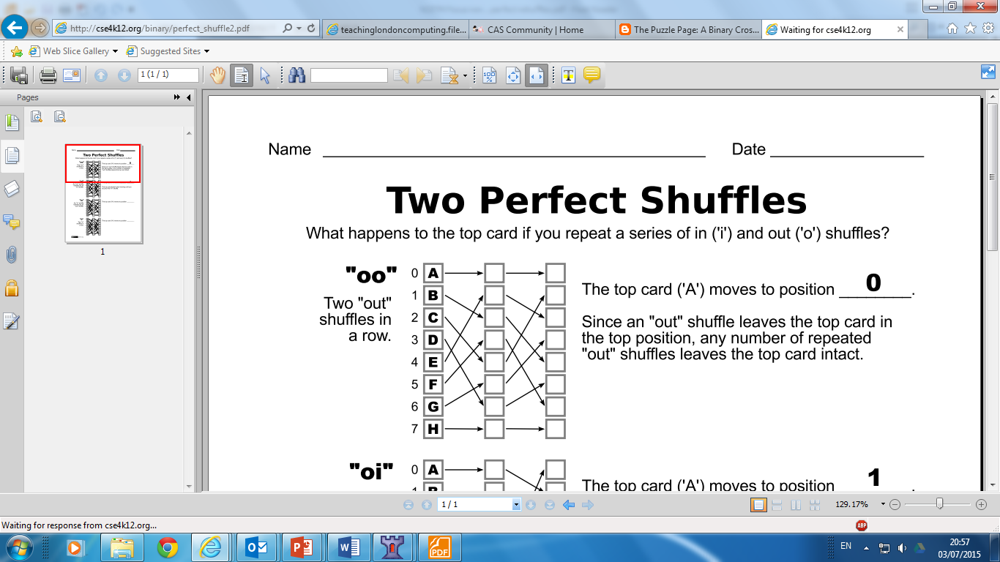 http://cse4k12.org/binary/perfect_shuffle2.pdf
teachinglondoncomputing.file...
CAS Community | Home
The Puzzle Page: A Binary Cros...
Waiting for cse4k12.org
Web Slice Gallery
Suggested Sites
1 (1 / 1)
100 %
T
Pages
1
Name
Date
Two Perfect Shuffles
What happens to the top card if you repeat a series of in ('i') and out ('o') shuffles?
"oo"
Two "out"
shuffles in
a row.
0 A
1 B
2 C
3 D
4 E
5 F
6 G
7 H
The top card ('A') moves to position 0.
Since an "out" shuffle leaves the top card in
the top position, any number of repeated
"out" shuffles leaves the top card intact.
"oi"
0 A
1 B
The top card ('A') moves to position 1.
1 / 1
129.17%
Waiting for response from cse4k12.org...
ABP
PDF
EN
20:57
03/07/2015